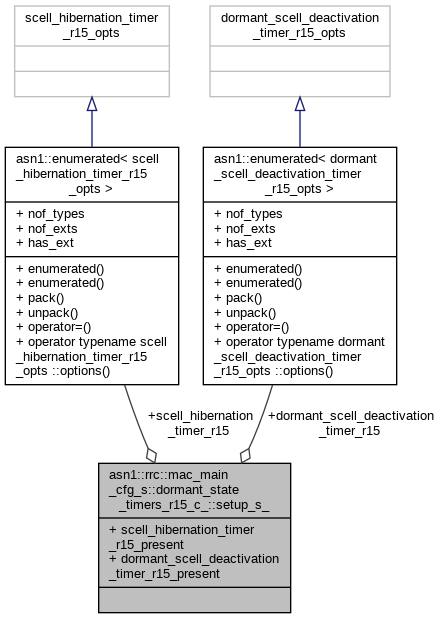 scell_hibernation_timer
_r15_opts
dormant_scell_deactivation
_timer_r15_opts
asn1::enumerated< scell
_hibernation_timer_r15
_opts >
+ nof_types
+ nof_exts
+ has_ext
+ enumerated()
+ enumerated()
+ pack()
+ unpack()
+ operator=()
+ operator typename scell
_hibernation_timer_r15
_opts ::options()
asn1::enumerated< dormant
_scell_deactivation_timer
_r15_opts >
+ nof_types
+ nof_exts
+ has_ext
+ enumerated()
+ enumerated()
+ pack()
+ unpack()
+ operator=()
+ operator typename dormant
_scell_deactivation_timer
_r15_opts ::options()
+scell_hibernation
_timer_r15
+dormant_scell_deactivation
_timer_r15
asn1::rrc::mac_main
_cfg_s::dormant_state
_timers_r15_c_::setup_s_
+ scell_hibernation_timer
_r15_present
+ dormant_scell_deactivation
_timer_r15_present